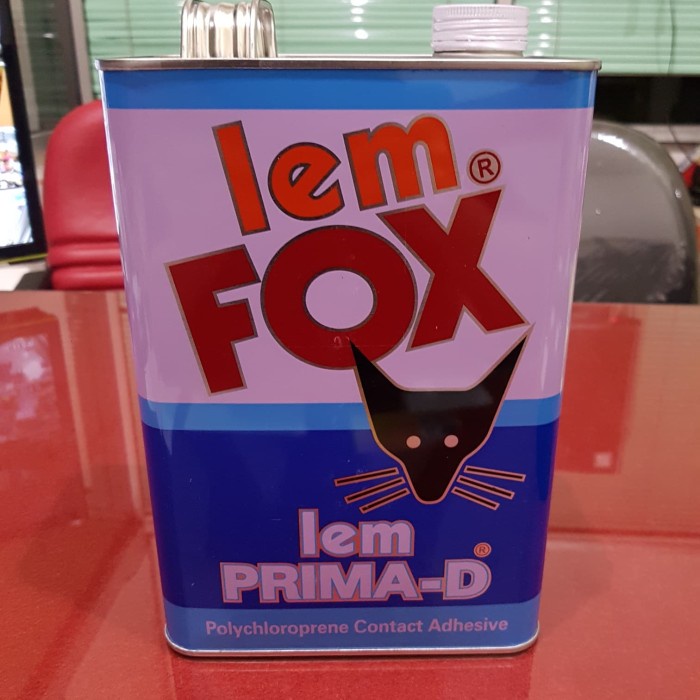 lem ®
FOX
lem
PRIMA-D ®
Polychloroprene Contact Adhesive